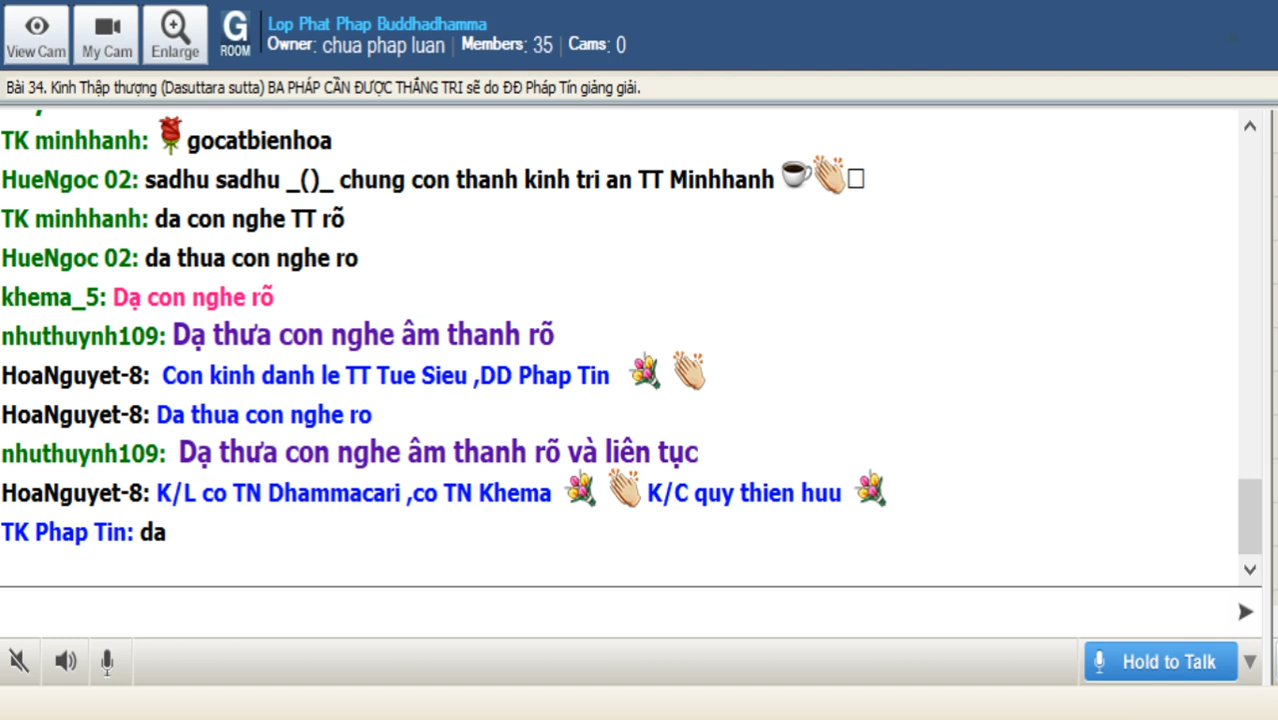 View Cam
My Cam
Enlarge
G
ROOM
Lop Phat Phap Buddhadhamma
Owner: chua phap luan | Members: 35 | Cams: 0
Bài 34. Kinh Thập thượng (Dasuttara sutta) BA PHÁP CẦN ĐƯỢC THẮNG TRI sẽ do ĐĐ Pháp Tín giảng giải.
TK minhhanh: gocatbienhoa
HueNgoc 02: sadhu sadhu _()_ chung con thanh kinh tri an TT Minhhanh
TK minhhanh: da con nghe TT rõ
HueNgoc 02: da thua con nghe ro
khema_5: Dạ con nghe rõ
nhuthuynh109: Dạ thưa con nghe âm thanh rõ
HoaNguyet-8: Con kinh danh le TT Tue Sieu ,DD Phap Tin
HoaNguyet-8: Da thua con nghe ro
nhuthuynh109: Dạ thưa con nghe âm thanh rõ và liên tục
HoaNguyet-8: K/L co TN Dhammacari ,co TN Khema K/C quy thien huu
TK Phap Tin: da
Hold to Talk